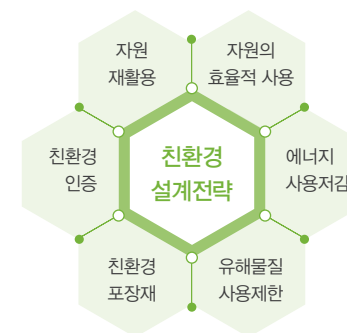 자원
재활용
자원의
효율적 사용
친환경
인증
친환경
설계전략
에너지
사용저감
친환경
포장재
유해물질
사용제한